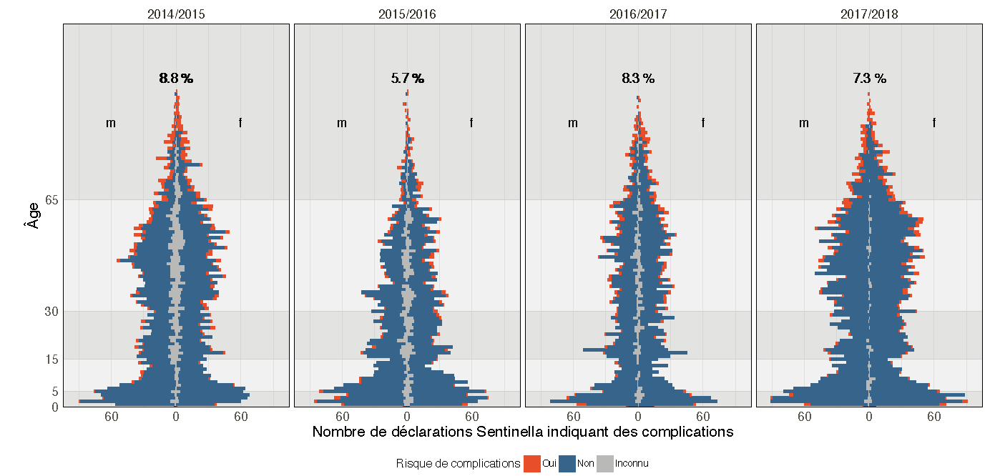 2014/2015 2015/2016 2016/2017 2017/2018
8.8 % 5.7 % 8.3 % 7.3 %
m f m f m f m f
65
30
15
5
0
Âge
60 0 60 60 0 60 60 0 60 60 0 60
Nombre de déclarations Sentinella indiquant des complications
Risque de complications Oui Non Inconnu